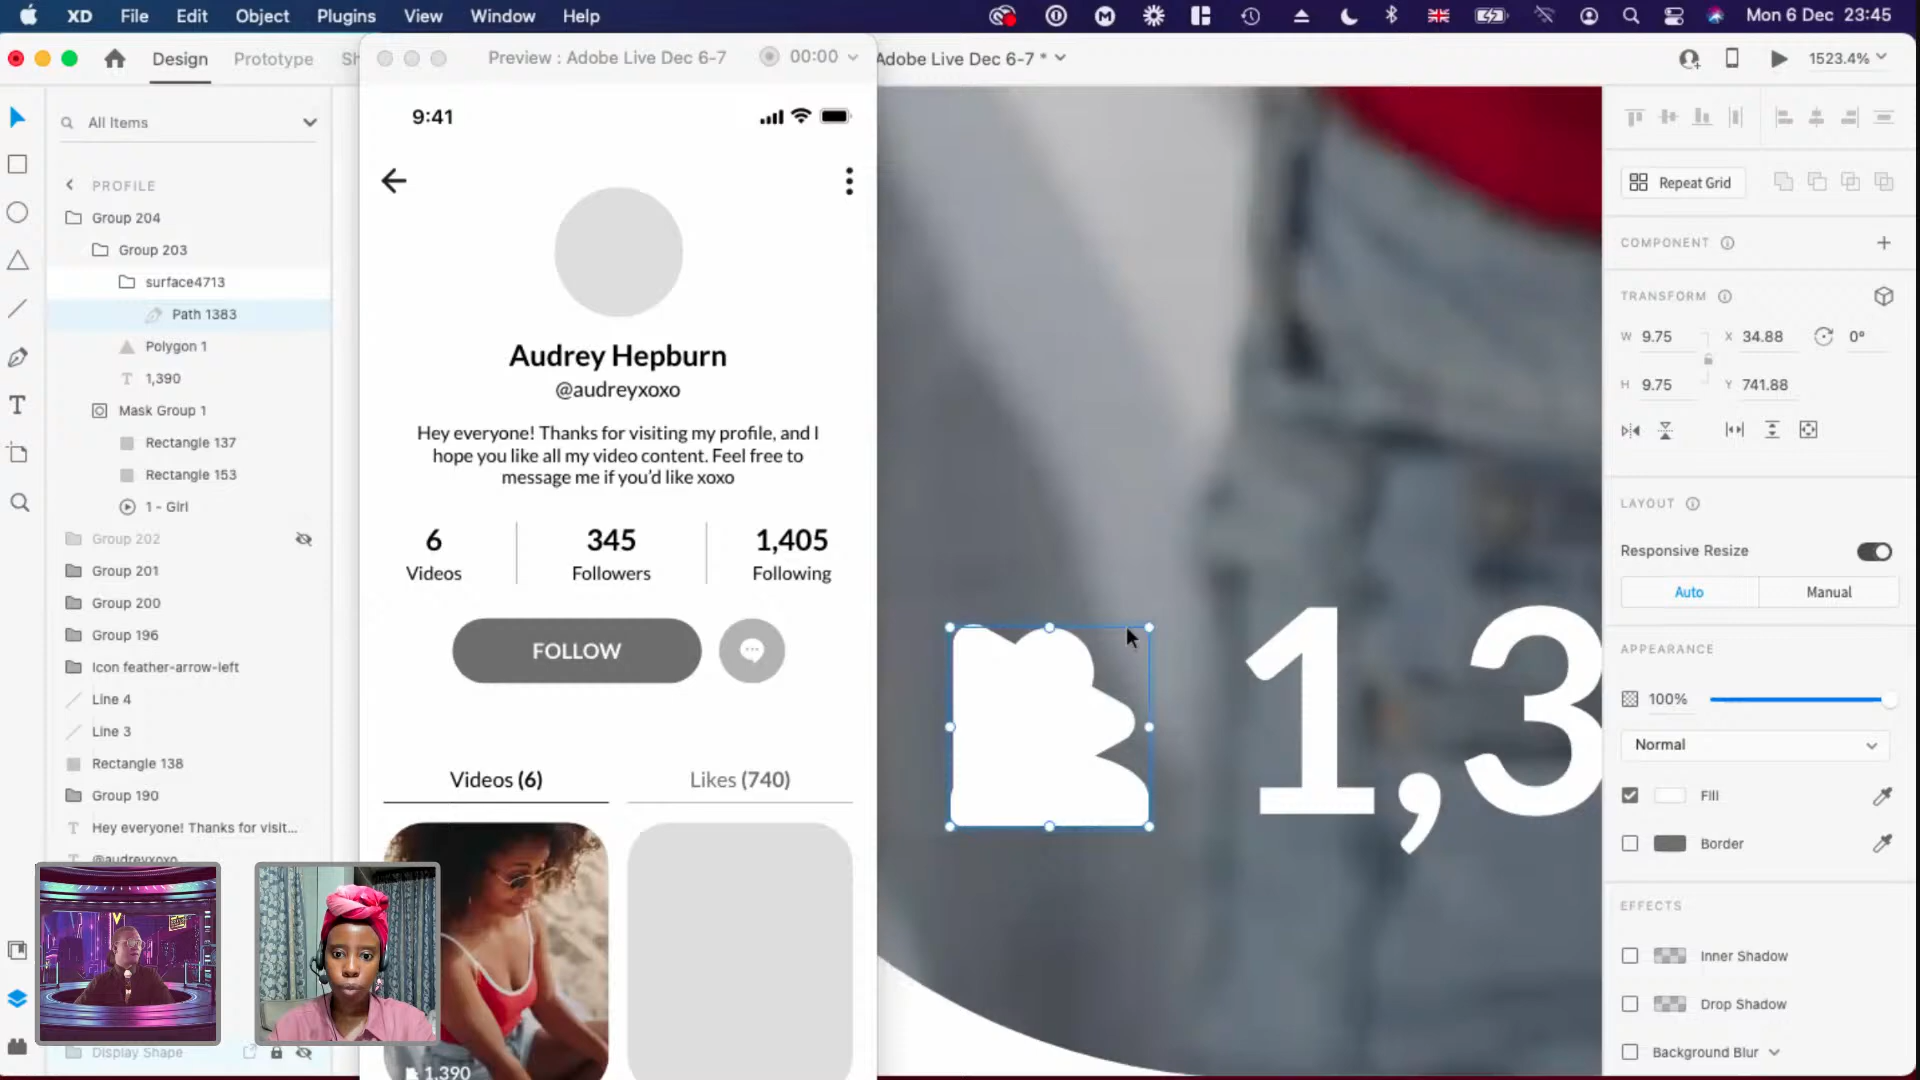 XD File Edit Object Plugins View Window Help
Mon 6 Dec 23:45
Design Prototype
Preview : Adobe Live Dec 6-7
00:00
Adobe Live Dec 6-7 *
1523.4%
All Items
PROFILE
Group 204
Group 203
surface4713
Path 1383
Polygon 1
T 1,390
Mask Group 1
Rectangle 137
Rectangle 153
1 - Girl
Group 202
Group 201
Group 200
Group 196
Icon feather-arrow-left
Line 4
Line 3
Rectangle 138
Group 190
T Hey everyone! Thanks for visit...
T @audreyxoxo
Display Shape
9:41
Audrey Hepburn
@audreyxoxo
Hey everyone! Thanks for visiting my profile, and I
hope you like all my video content. Feel free to
message me if you’d like xoxo
6 345 1,405
Videos Followers Following
FOLLOW
Videos (6) Likes (740)
1,390
1,3
Repeat Grid
COMPONENT
TRANSFORM
W 9.75 X 34.88 0°
H 9.75 Y 741.88
LAYOUT
Responsive Resize
Auto Manual
APPEARANCE
100%
Normal
Fill
Border
EFFECTS
Inner Shadow
Drop Shadow
Background Blur